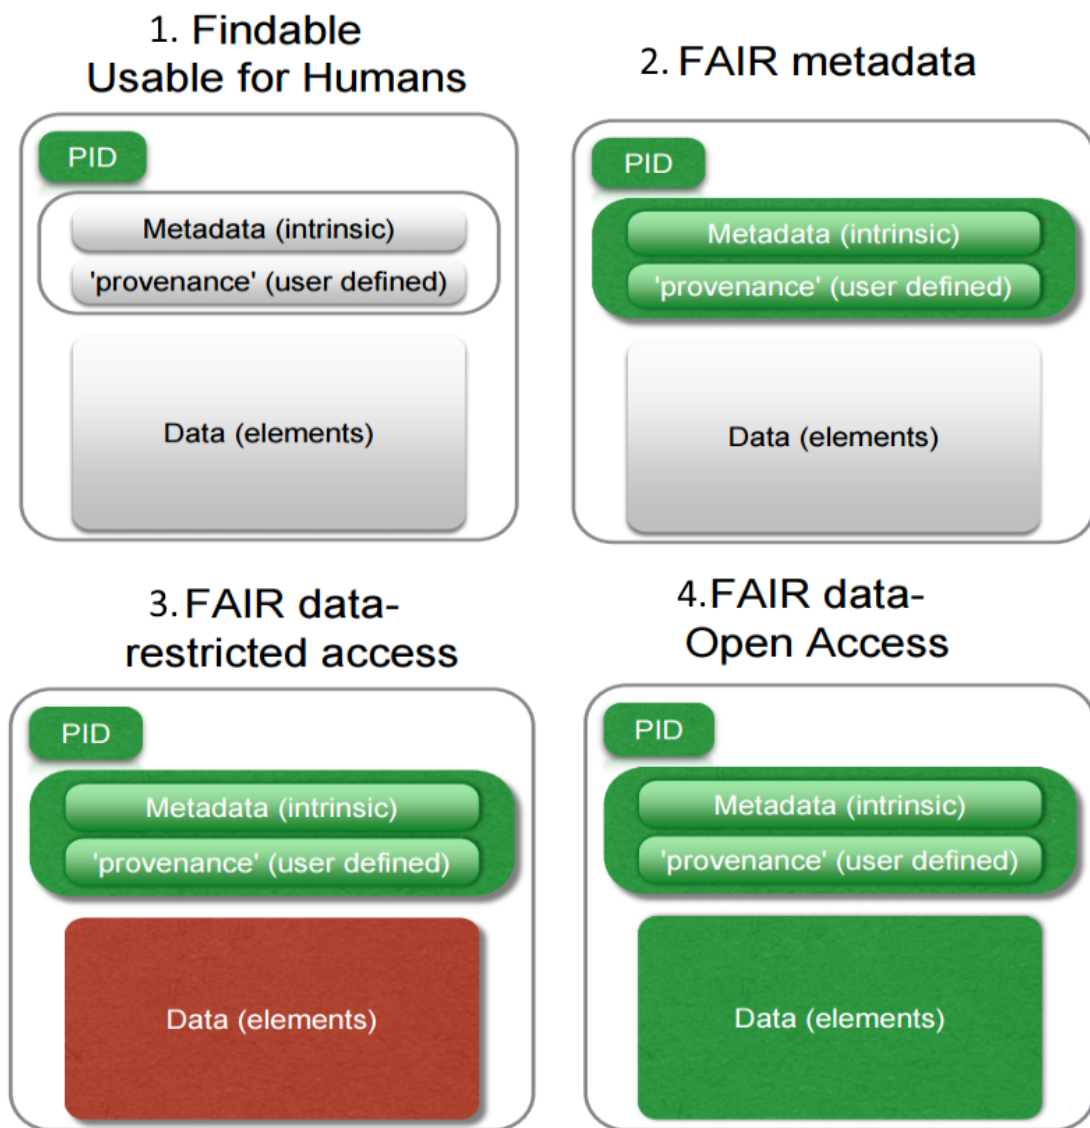 1. Findable
Usable for Humans
PID
Metadata (intrinsic)
'provenance' (user defined)
Data (elements)
2. FAIR metadata
PID
Metadata (intrinsic)
'provenance' (user defined)
Data (elements)
3. FAIR data-
restricted access
PID
Metadata (intrinsic)
'provenance' (user defined)
Data (elements)
4. FAIR data-
Open Access
PID
Metadata (intrinsic)
'provenance' (user defined)
Data (elements)